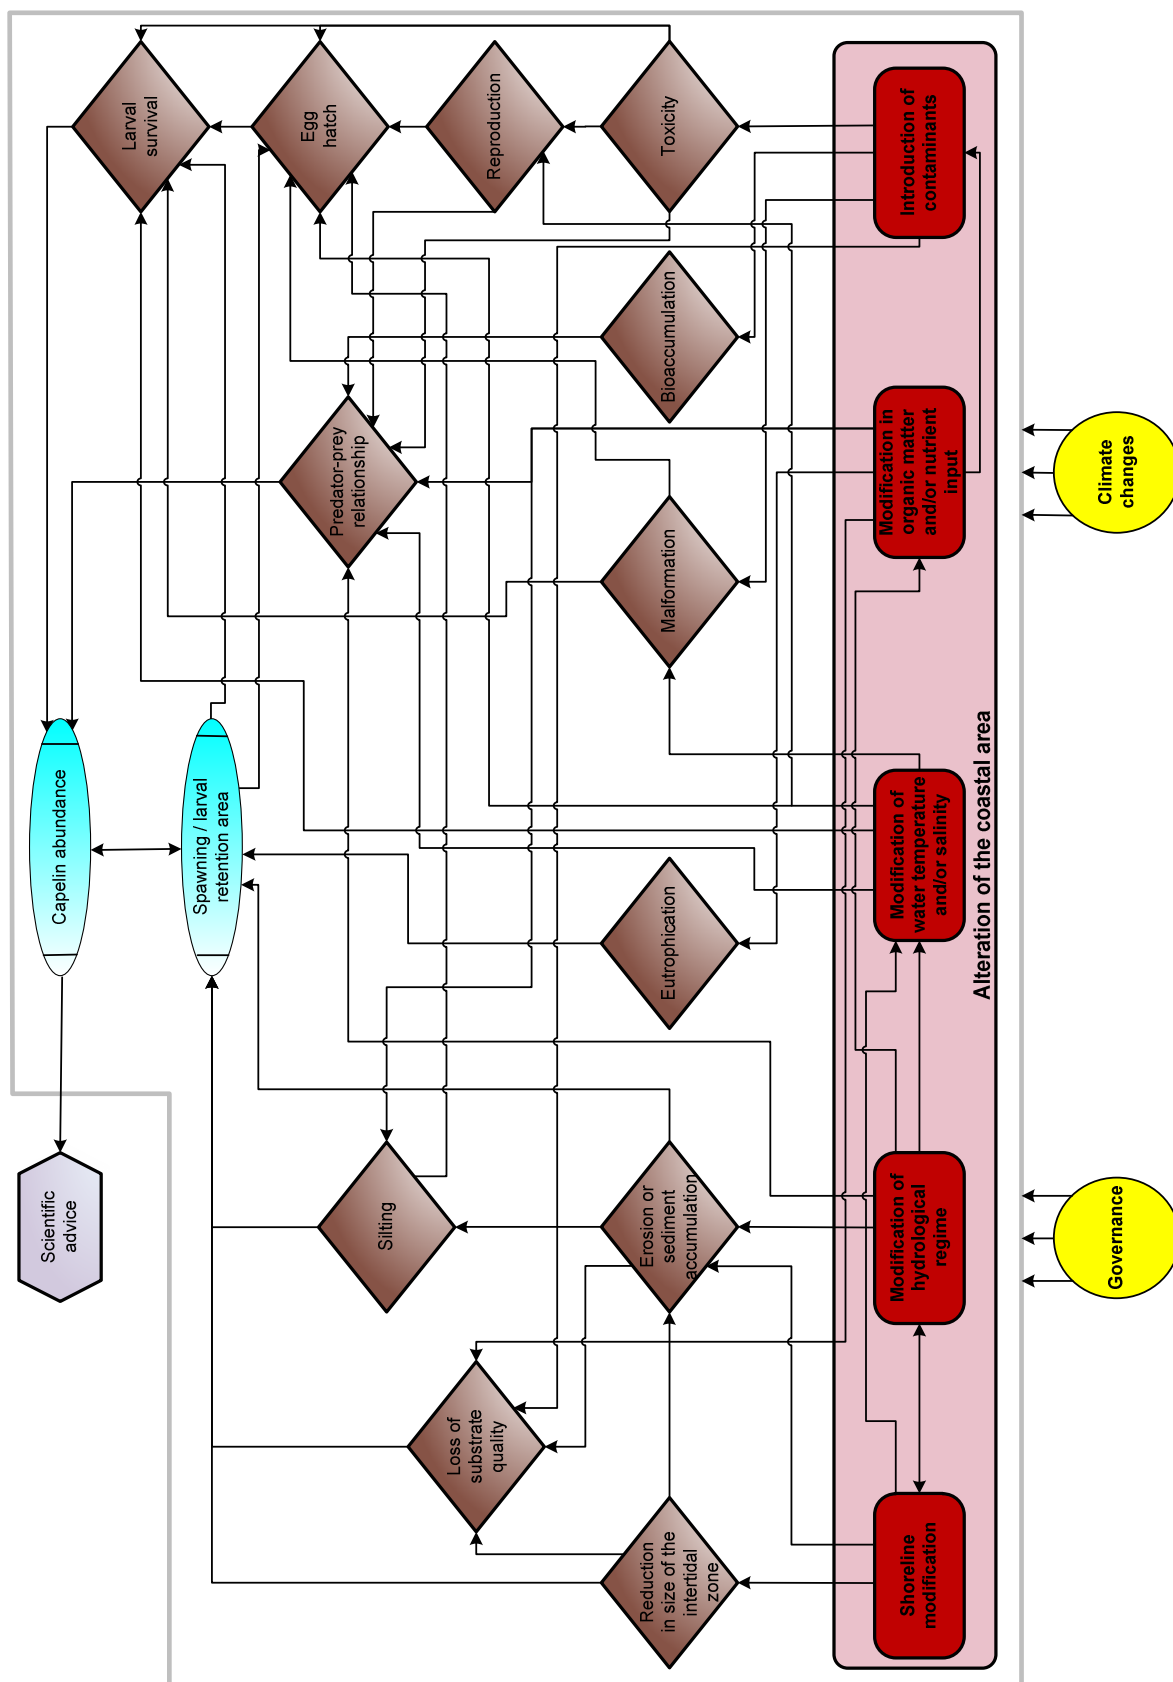 Scientific
advice
Capelin abundance
Spawning / larval
retention area
Larval
survival
Egg
hatch
Reproduction
Toxicity
Predator-prey
relationship
Bioaccumulation
Malformation
Eutrophication
Silting
Erosion or
sediment
accumulation
Loss of
substrate
quality
Reduction
in size of the
intertidal
zone
Shoreline
modification
Modification of
hydrological
regime
Modification of
water temperature
and/or salinity
Modification in
organic matter
and/or nutrient
input
Introduction of
contaminants
Alteration of the coastal area
Governance
Climate
changes